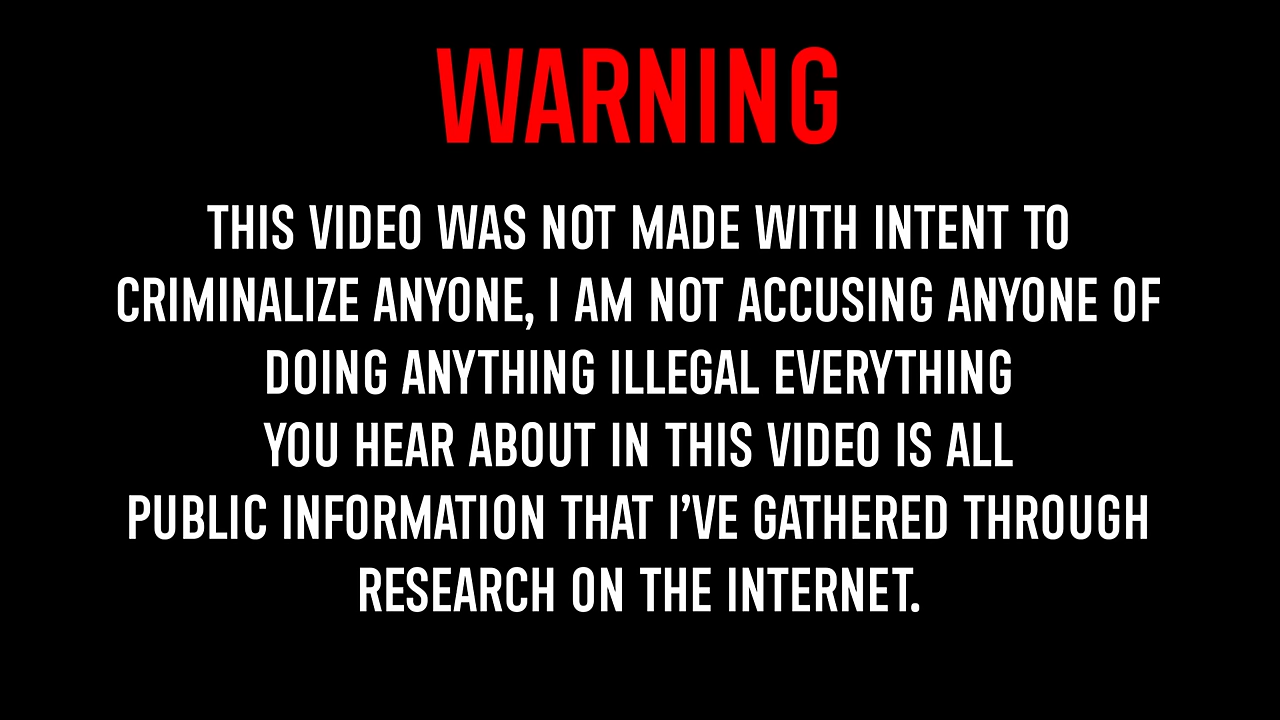 WARNING
THIS VIDEO WAS NOT MADE WITH INTENT TO
CRIMINALIZE ANYONE, I AM NOT ACCUSING ANYONE OF
DOING ANYTHING ILLEGAL EVERYTHING
YOU HEAR ABOUT IN THIS VIDEO IS ALL
PUBLIC INFORMATION THAT I’VE GATHERED THROUGH
RESEARCH ON THE INTERNET.